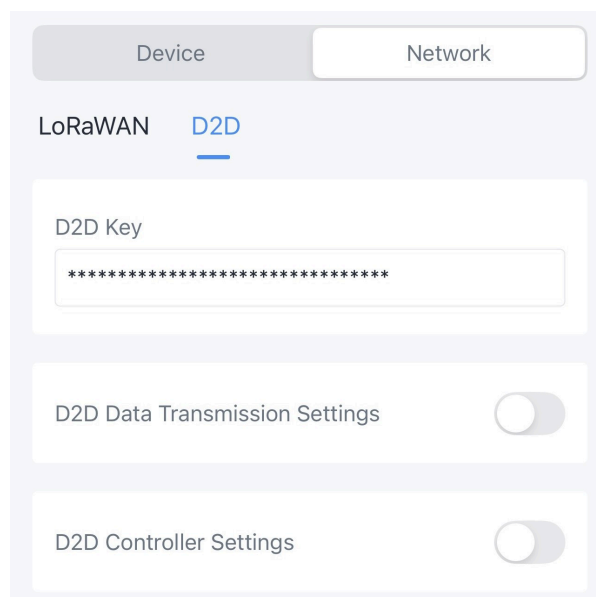 Device Network
LoRaWAN D2D
D2D Key
********************************
D2D Data Transmission Settings
D2D Controller Settings